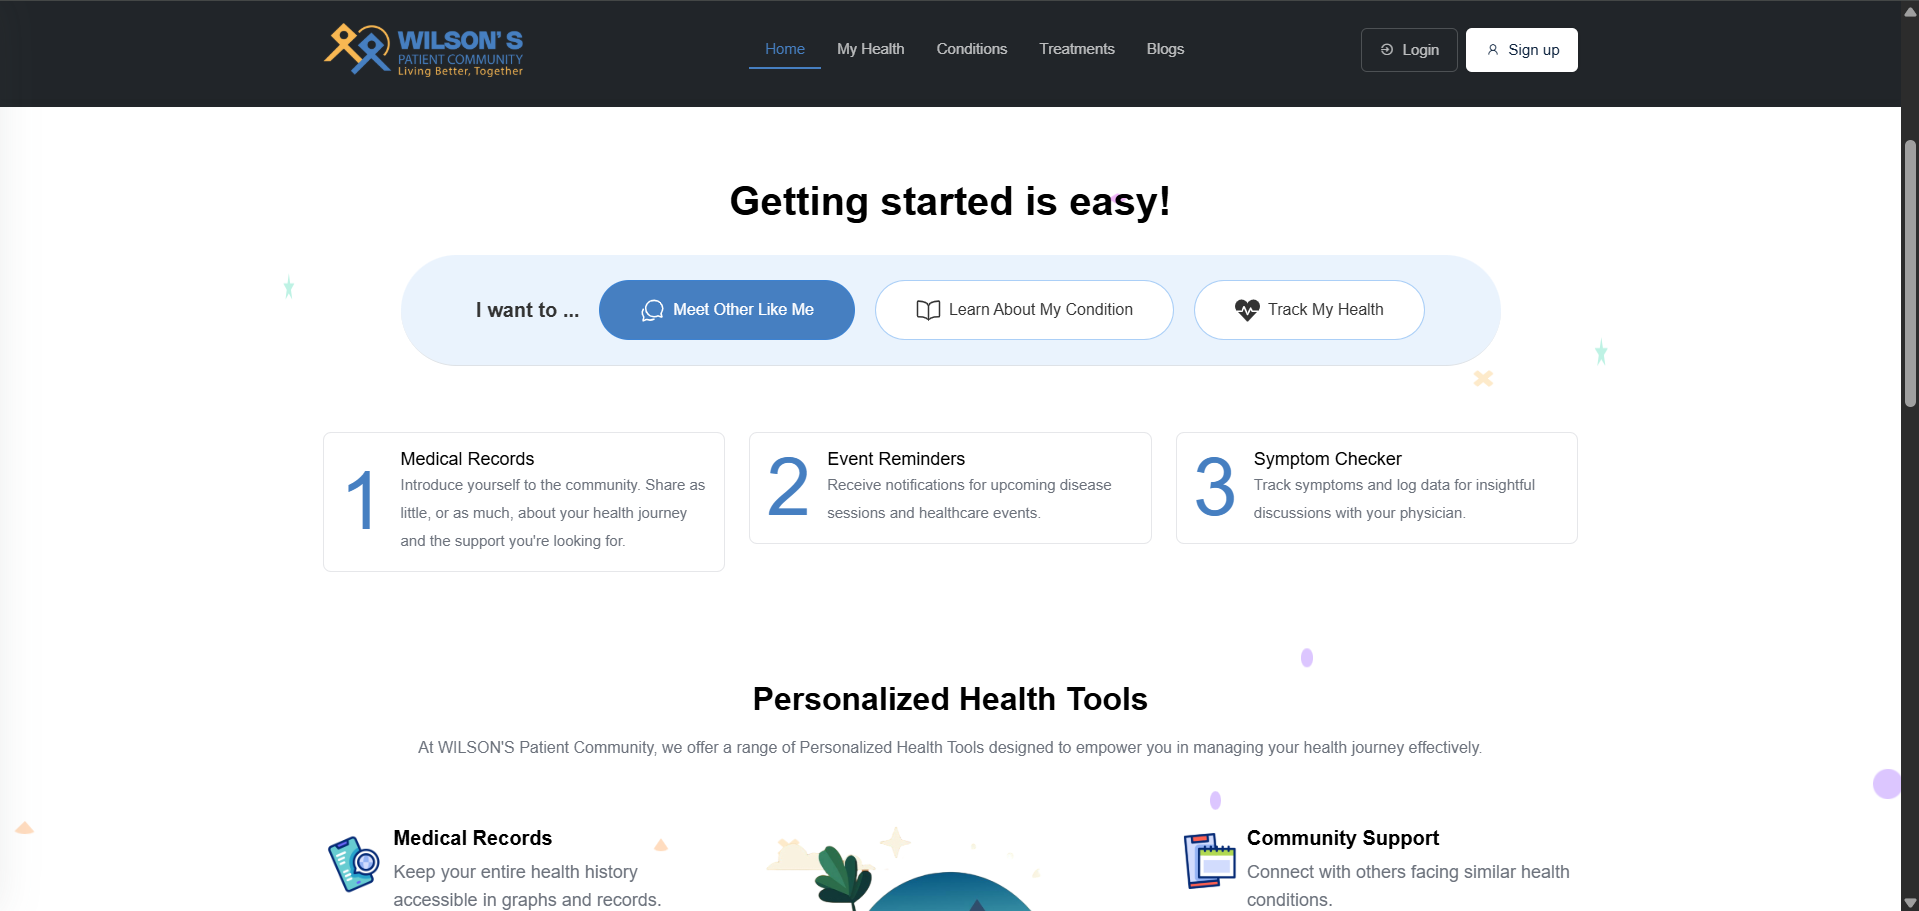 WILSON'S
PATIENT COMMUNITY
Living Better, Together
Home My Health Conditions Treatments Blogs
Login Sign up
Getting started is easy!
I want to ... Meet Other Like Me Learn About My Condition Track My Health
1
Medical Records
Introduce yourself to the community. Share as
little, or as much, about your health journey
and the support you're looking for.
2
Event Reminders
Receive notifications for upcoming disease
sessions and healthcare events.
3
Symptom Checker
Track symptoms and log data for insightful
discussions with your physician.
Personalized Health Tools
At WILSON'S Patient Community, we offer a range of Personalized Health Tools designed to empower you in managing your health journey effectively.
Medical Records
Keep your entire health history
accessible in graphs and records.
Community Support
Connect with others facing similar health
conditions.